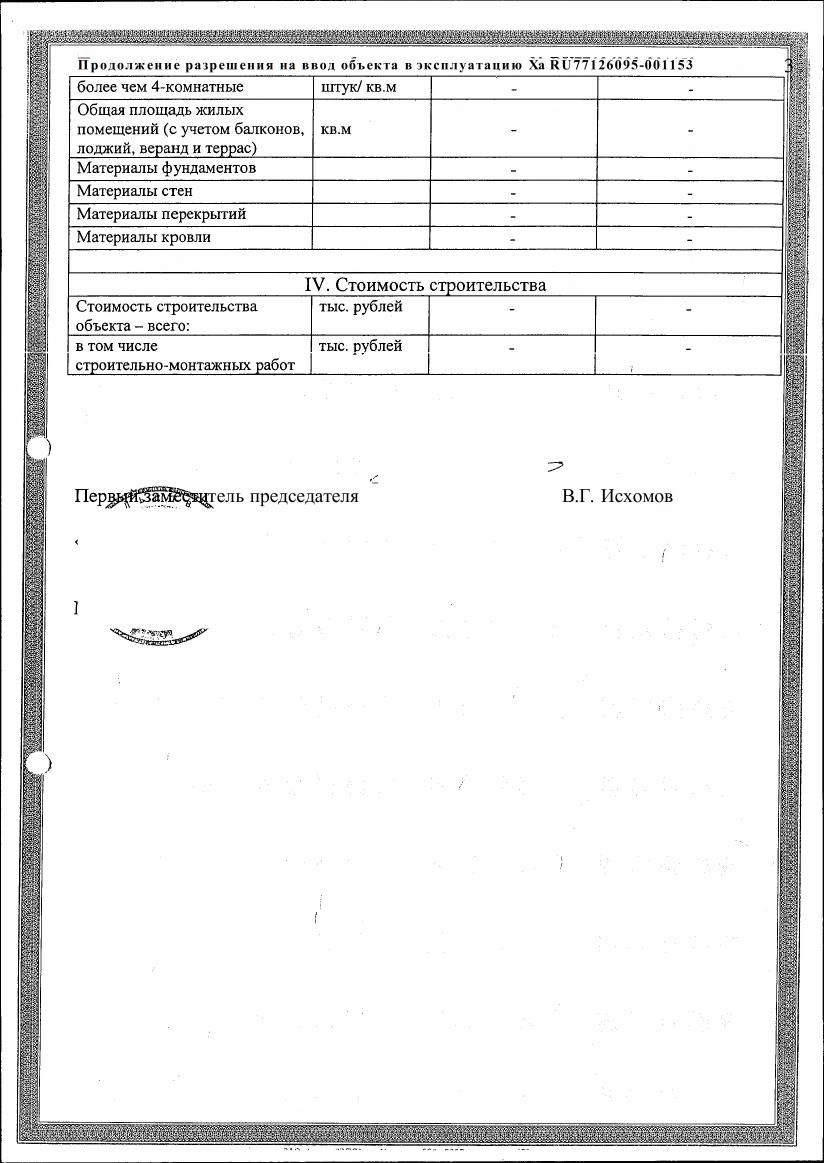 Продолжение разрешения на ввод объекта в эксплуатацию Ха RU77126095-001153
3
более чем 4-комнатные штук/ кв.м - -
Общая площадь жилых
помещений (с учетом балконов, кв.м - -
лоджий, веранд и террас)
Материалы фундаментов - -
Материалы стен - -
Материалы перекрытий - -
Материалы кровли - -
IV. Стоимость строительства
Стоимость строительства тыс. рублей - -
объекта – всего:
в том числе тыс. рублей - -
строительно-монтажных работ
Первый заместитель председателя В.Г. Исхомов